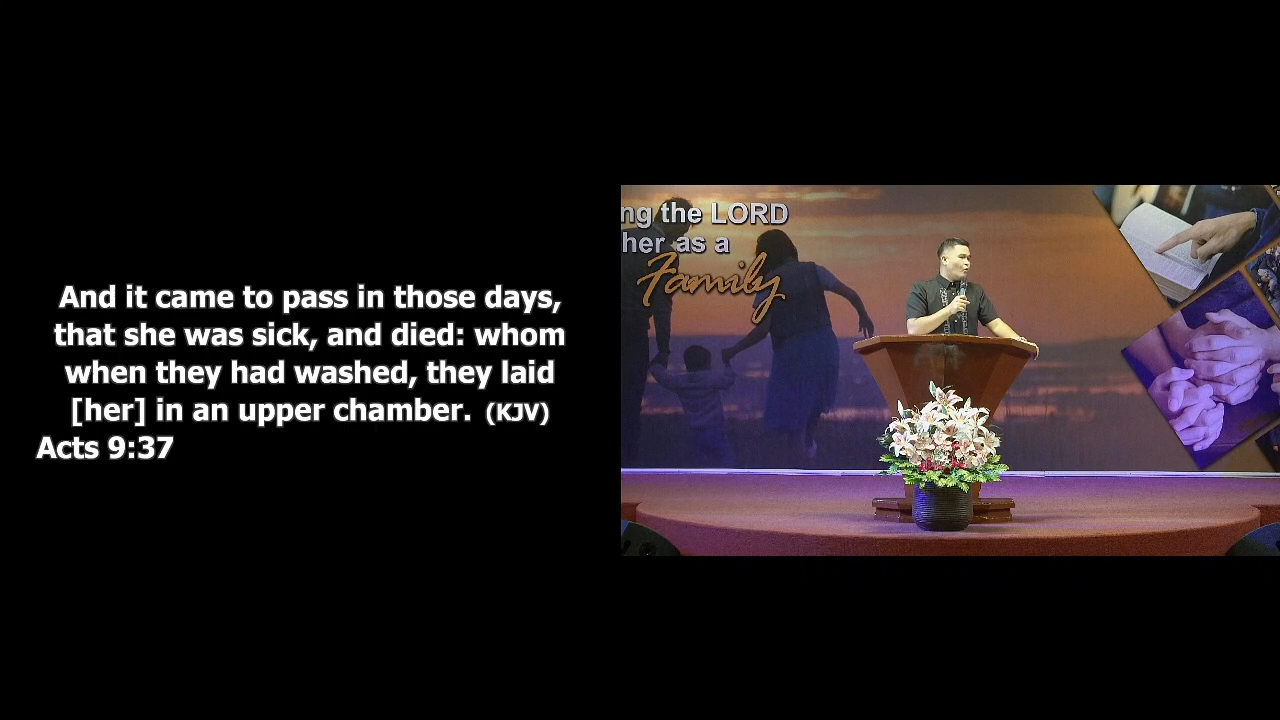 And it came to pass in those days,
that she was sick, and died: whom
when they had washed, they laid
[her] in an upper chamber. (KJV)
Acts 9:37
ng the LORD
her as a
Family